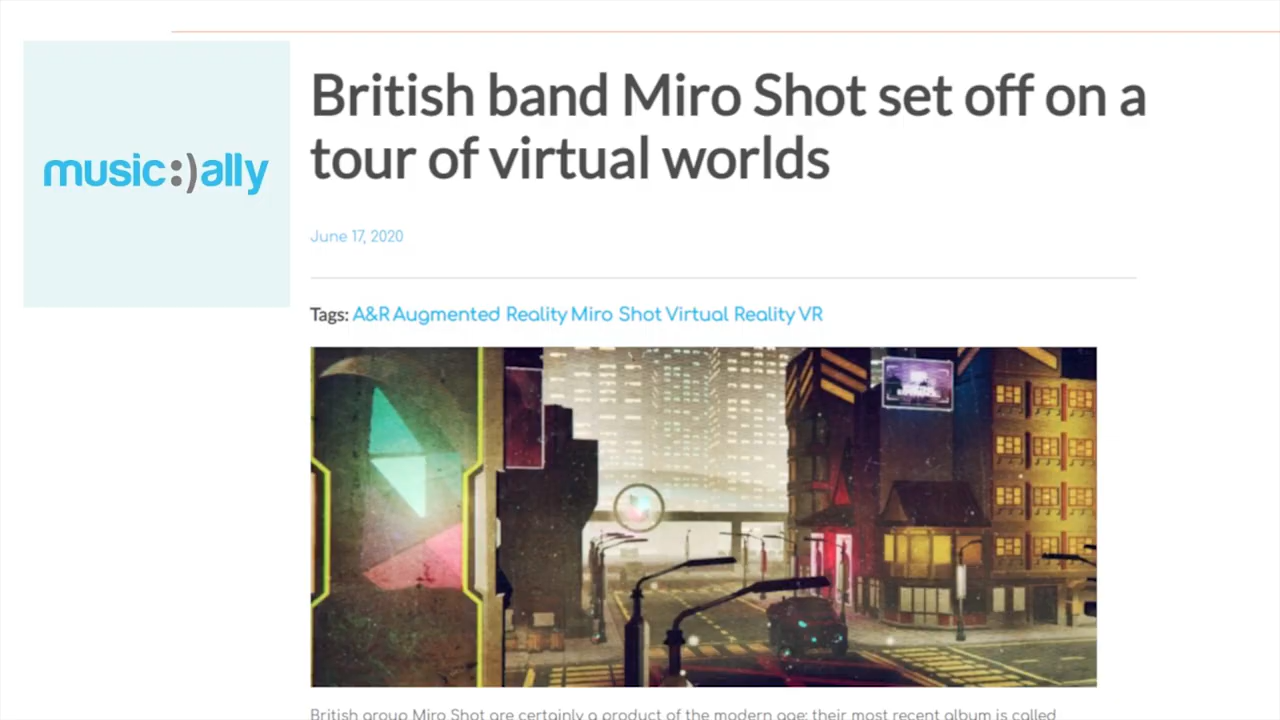 music:)ally
British band Miro Shot set off on a
tour of virtual worlds
June 17, 2020
Tags: A&R Augmented Reality Miro Shot Virtual Reality VR
British group Miro Shot are certainly a product of the modern age: their most recent album is called